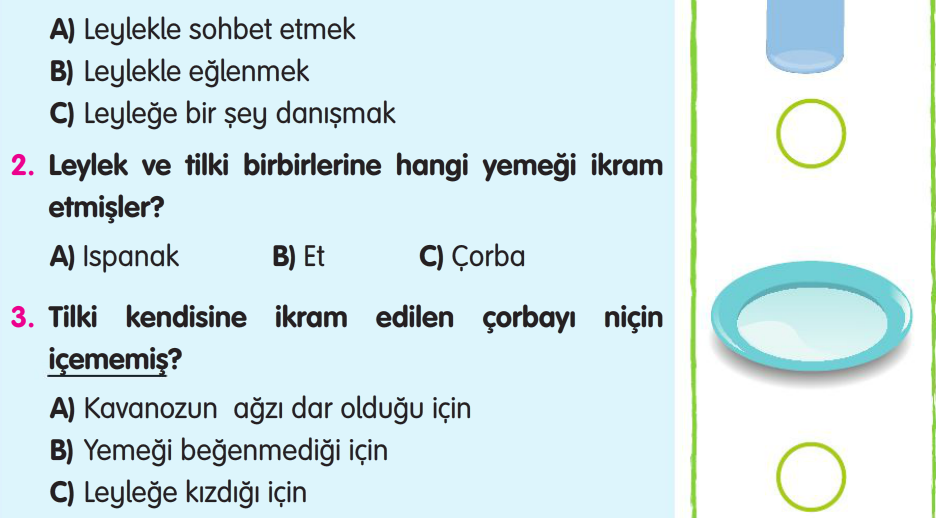 A) Leylekle sohbet etmek
B) Leylekle eğlenmek
C) Leyleğe bir şey danışmak
2. Leylek ve tilki birbirlerine hangi yemeği ikram
etmişler?
A) Ispanak B) Et C) Çorba
3. Tilki kendisine ikram edilen çorbayı niçin
içememiş?
A) Kavanozun ağzı dar olduğu için
B) Yemeği beğenmediği için
C) Leyleğe kızdığı için